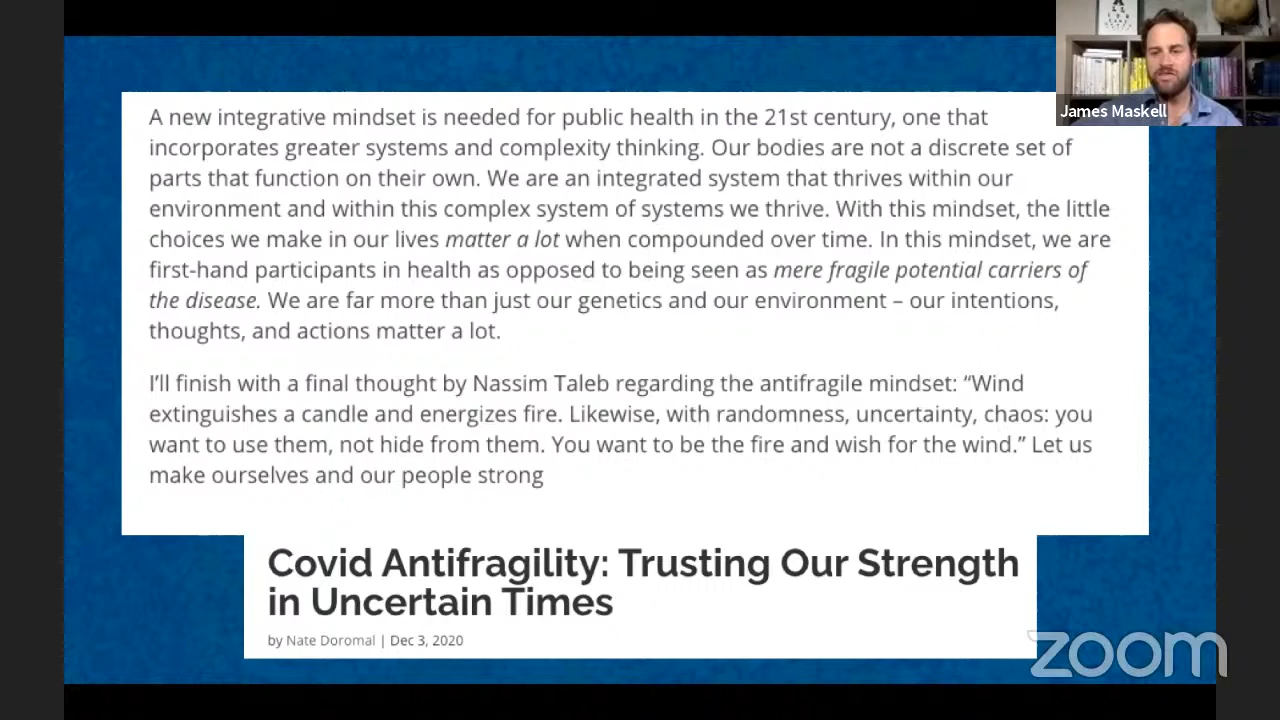 James Maskell
A new integrative mindset is needed for public health in the 21st century, one that
incorporates greater systems and complexity thinking. Our bodies are not a discrete set of
parts that function on their own. We are an integrated system that thrives within our
environment and within this complex system of systems we thrive. With this mindset, the little
choices we make in our lives matter a lot when compounded over time. In this mindset, we are
first-hand participants in health as opposed to being seen as mere fragile potential carriers of
the disease. We are far more than just our genetics and our environment – our intentions,
thoughts, and actions matter a lot.
I’ll finish with a final thought by Nassim Taleb regarding the antifragile mindset: “Wind
extinguishes a candle and energizes fire. Likewise, with randomness, uncertainty, chaos: you
want to use them, not hide from them. You want to be the fire and wish for the wind.” Let us
make ourselves and our people strong
Covid Antifragility: Trusting Our Strength
in Uncertain Times
by Nate Doromal | Dec 3, 2020
zoom